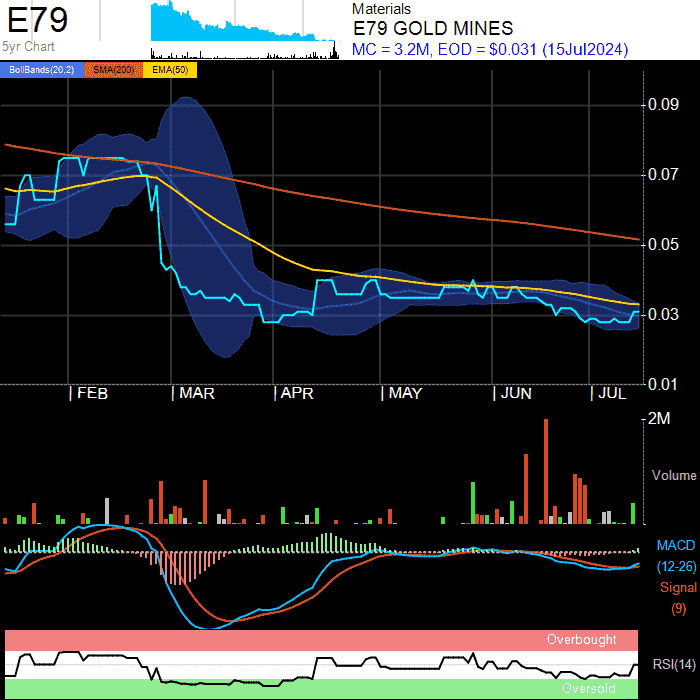 E79
5yr Chart
Materials
E79 GOLD MINES
MC = 3.2M, EOD = $0.031 (15Jul2024)
BollBands(20,2) SMA(200) EMA(50)
0.09
0.07
0.05
0.03
0.01
| FEB | MAR | APR | MAY | JUN | JUL
2M
Volume
MACD
(12-26)
Signal
(9)
Overbought
RSI(14)
Oversold